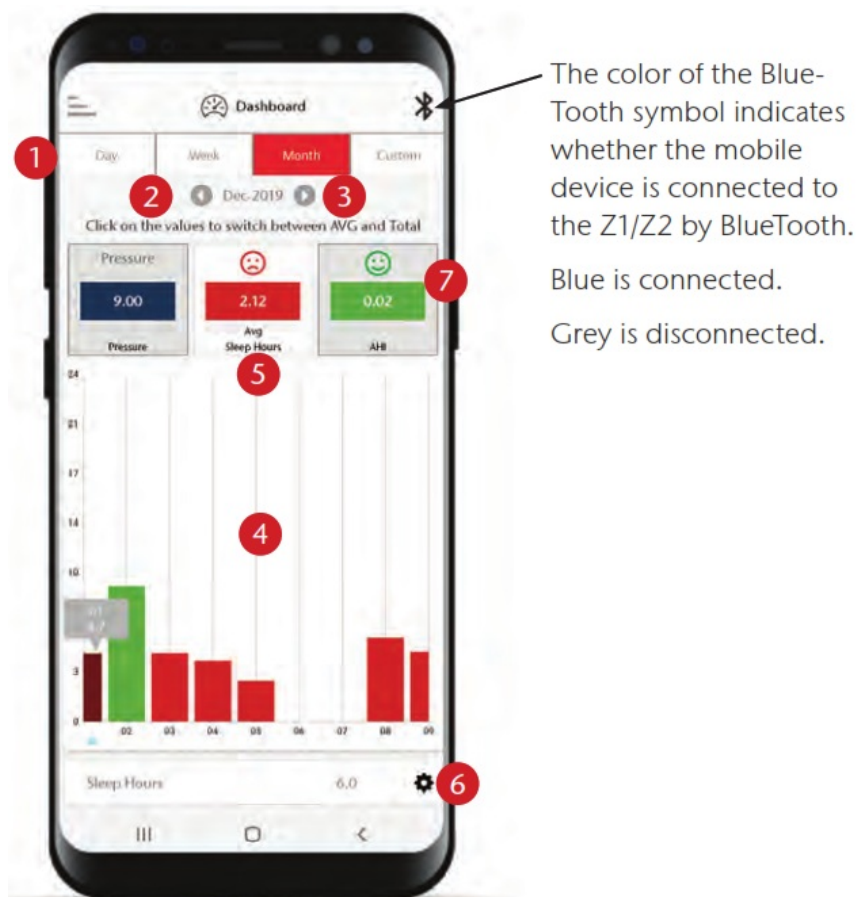 Dashboard
The color of the Blue-
Tooth symbol indicates
whether the mobile
device is connected to
the Z1/Z2 by BlueTooth.
Blue is connected.
Grey is disconnected.
1
Day
Week
Month
Custom
2
Dec-2019
3
Click on the values to switch between AVG and Total
Pressure
9.00
Pressure
2.12
Avg
Sleep Hours
0.02
AHI
7
5
24
21
17
14
10
3
0
4
02
03
04
05
06
07
08
09
Sleep Hours
6.0
6